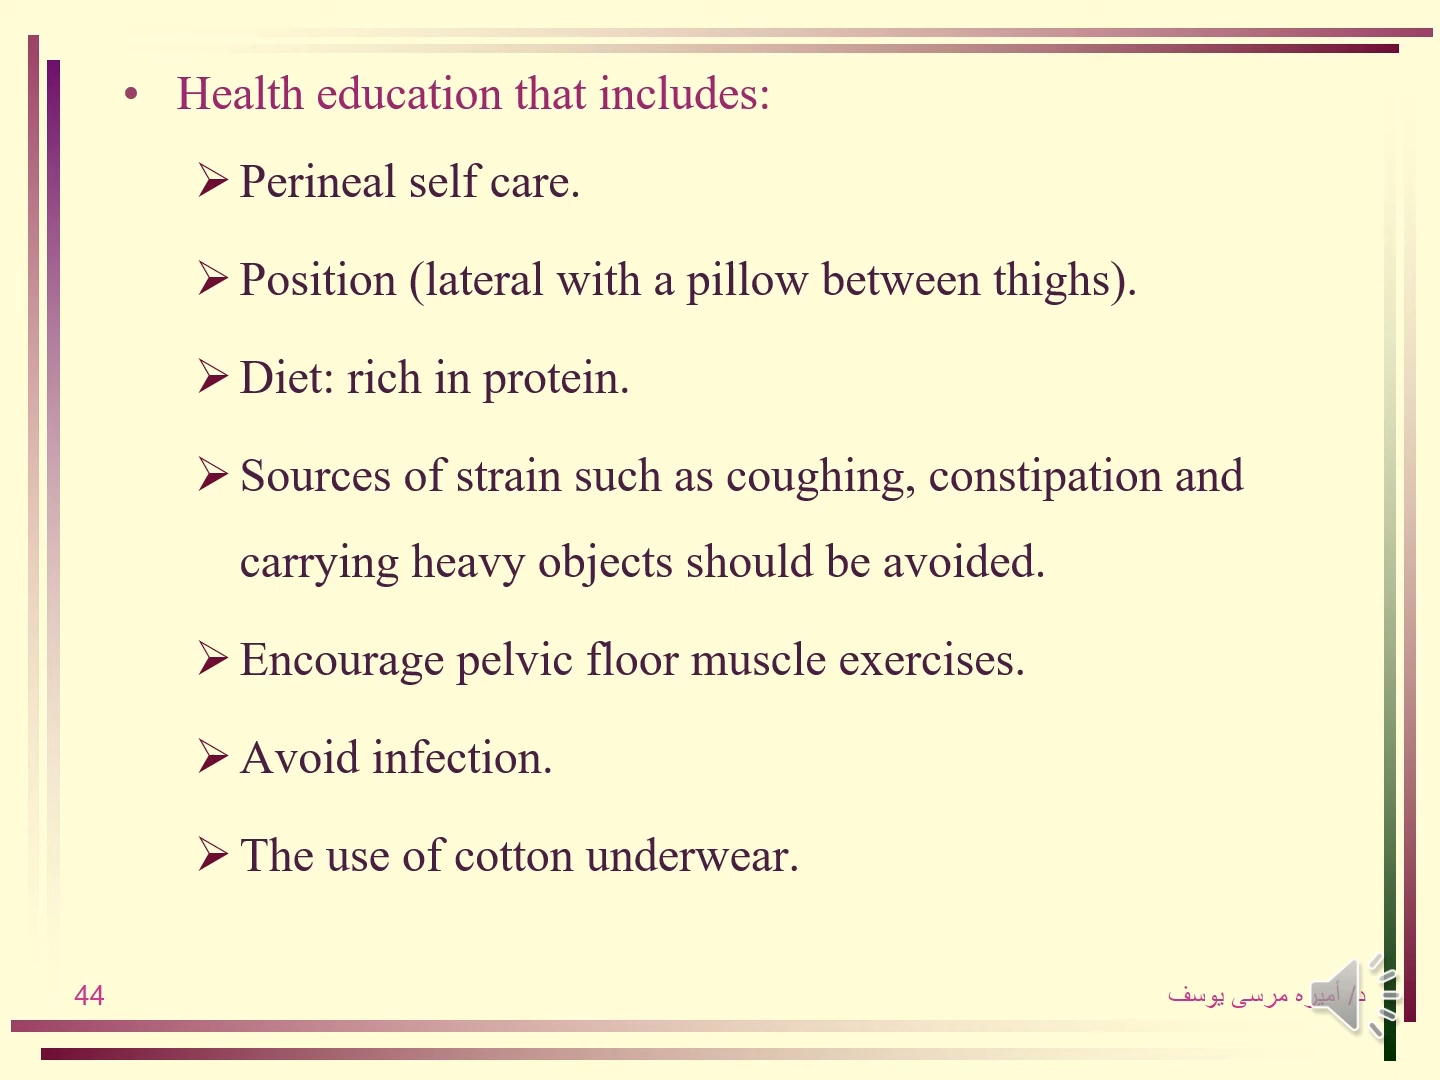 • Health education that includes:
➢ Perineal self care.
➢ Position (lateral with a pillow between thighs).
➢ Diet: rich in protein.
➢ Sources of strain such as coughing, constipation and
carrying heavy objects should be avoided.
➢ Encourage pelvic floor muscle exercises.
➢ Avoid infection.
➢ The use of cotton underwear.
44
د/ أميره مرسى يوسف